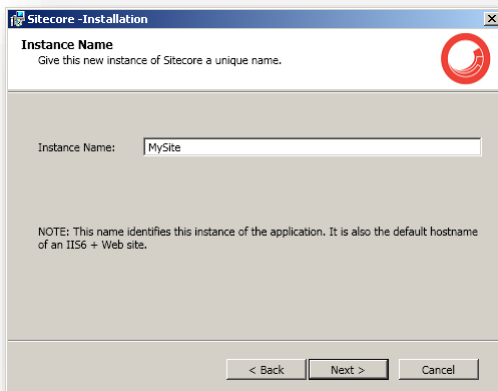 Sitecore -Installation
Instance Name
Give this new instance of Sitecore a unique name.
Instance Name: MySite
NOTE: This name identifies this instance of the application. It is also the default hostname
of an IIS6 + Web site.
< Back Next > Cancel